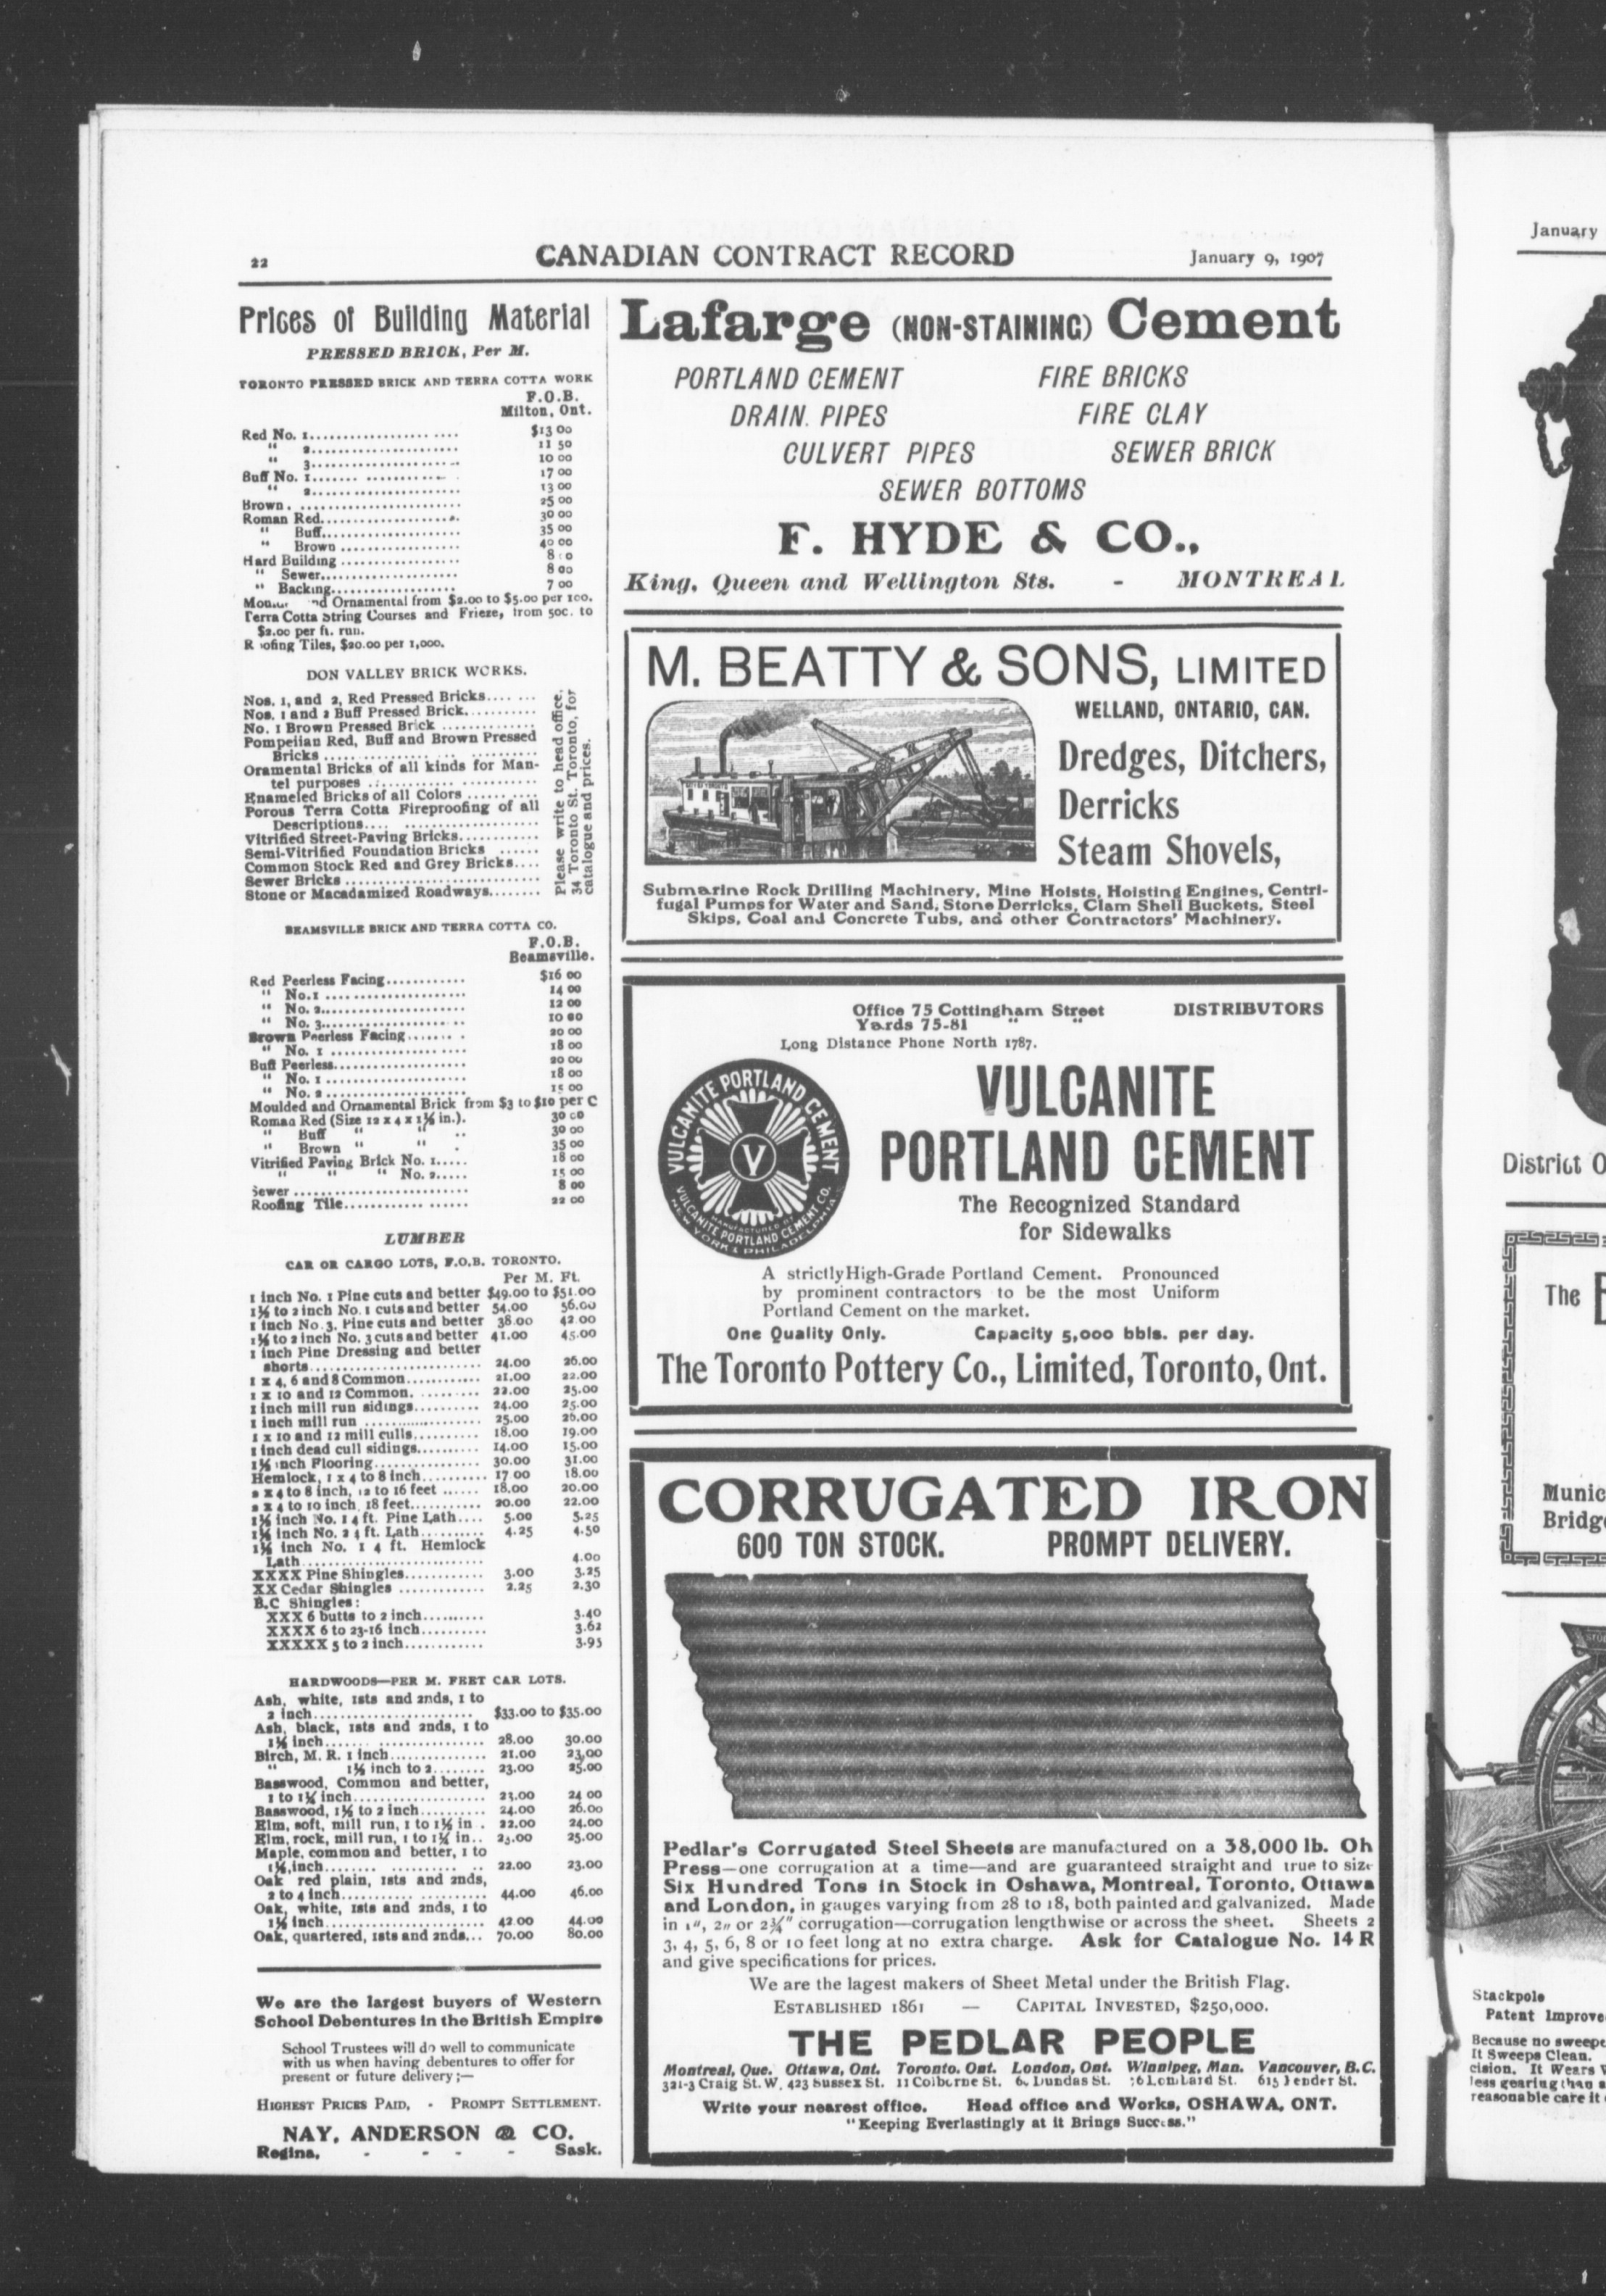 22
CANADIAN CONTRACT RECORD
January 9, 1907
Prices of Building Material
PRESSED BRICK, Per M.
TORONTO PRESSED BRICK AND TERRA COTTA WORK
F.O.B.
Milton, Ont.
Red No. 1 $13 00
" 2 11 50
" 3 10 00
Buff No. 1 17 00
" 2 13 00
Brown 25 00
Roman Red 30 00
" Buff 35 00
" Brown 40 00
Hard Building
" Sewer 8 00
" Backing 7 00
Ornamental from $2.00 to $5.00 per 100.
Terra Cotta String Courses and Frieze, from 50c. to
$2.00 per ft. run.
Roofing Tiles, $20.00 per 1,000.
DON VALLEY BRICK WORKS.
Nos. 1, and 2, Red Pressed Bricks
Nos. 1 and 2 Buff Pressed Brick
No. 1 Brown Pressed Brick
Pompeiian Red, Buff and Brown Pressed
Bricks
Oramental Bricks of all kinds for Man-
tel purposes
Enameled Bricks of all Colors
Porous Terra Cotta Fireproofing of all
Descriptions
Vitrified Street-Paving Bricks
Semi-Vitrified Foundation Bricks
Common Stock Red and Grey Bricks
Sewer Bricks
Stone or Macadamized Roadways
Please write to head office.
34 Toronto St. Toronto, for
catalogue and prices.
BEAMSVILLE BRICK AND TERRA COTTA CO.
F.O.B.
Beamsville.
Red Peerless Facing $16 00
" No. 1 14 00
" No. 2 12 00
" No. 3 10 00
Brown Peerless Facing 20 00
" No. 1 18 00
Buff Peerless 20 00
" No. 1 18 00
" No. 2 15 00
Moulded and Ornamental Brick from $3 to $10 per C
Roman Red (Size 12 x 4 x 1½ in.). 30 00
" Buff " " 30 00
" Brown " " 35 00
Vitrified Paving Brick No. 1 18 00
" " " No. 2 15 00
Sewer 8 00
Roofing Tile 22 00
LUMBER
CAR OR CARGO LOTS, F.O.B. TORONTO.
Per M. Ft.
1 inch No. 1 Pine cuts and better $49.00 to $51.00
1½ to 2 inch No. 1 cuts and better 54.00 56.00
1 inch No. 3. Pine cuts and better 38.00 42.00
1½ to 2 inch No. 3 cuts and better 41.00 45.00
1 inch Pine Dressing and better
shorts 24.00 26.00
1 x 4, 6 and 8 Common 21.00 22.00
1 x 10 and 12 Common 22.00 25.00
1 inch mill run sidings 24.00 25.00
1 inch mill run 25.00 26.00
1 x 10 and 12 mill culls 18.00 19.00
1 inch dead cull sidings 14.00 15.00
1½ inch Flooring 30.00 31.00
Hemlock, 1 x 4 to 8 inch 17 00 18.00
2 x 4 to 8 inch, 12 to 16 feet 18.00 20.00
2 x 4 to 10 inch 18 feet 20.00 22.00
1½ inch No. 1 4 ft. Pine Lath 5.00 5.25
1½ inch No. 2 4 ft. Lath 4.25 4.50
1½ inch No. 1 4 ft. Hemlock
Lath 4.00
XXXX Pine Shingles 3.00 3.25
XX Cedar Shingles 2.25 2.30
B.C Shingles:
XXX 6 butts to 2 inch 3.40
XXXX 6 to 23-16 inch 3.62
XXXXX 5 to 2 inch 3.95
HARDWOODS—PER M. FEET CAR LOTS.
Ash, white, 1sts and 2nds, 1 to
2 inch $33.00 to $35.00
Ash, black, 1sts and 2nds, 1 to
1½ inch 28.00 30.00
Birch, M. R. 1 inch 21.00 23,00
" 1½ inch to 2 23.00 25.00
Basswood, Common and better,
1 to 1½ inch 23.00 24 00
Basswood, 1½ to 2 inch 24.00 26.00
Elm, soft, mill run, 1 to 1½ in . 22.00 24.00
Elm, rock, mill run, 1 to 1½ in.. 25.00
Maple, common and better, 1 to
1½, inch 22.00 23.00
Oak red plain, 1sts and 2nds,
2 to 4 inch 44.00 46.00
Oak, white, 1sts and 2nds, 1 to
1½ inch 42.00 44.00
Oak, quartered, 1sts and 2nds... 70.00 80.00
We are the largest buyers of Western
School Debentures in the British Empire
School Trustees will do well to communicate
with us when having debentures to offer for
present or future delivery;—
HIGHEST PRICES PAID, - PROMPT SETTLEMENT.
NAY, ANDERSON & CO.
Regina, - - - - Sask.
Lafarge (NON-STAINING) Cement
PORTLAND CEMENT FIRE BRICKS
DRAIN. PIPES FIRE CLAY
CULVERT PIPES SEWER BRICK
SEWER BOTTOMS
F. HYDE & CO.,
King, Queen and Wellington Sts. - MONTREAL
M. BEATTY & SONS, LIMITED
WELLAND, ONTARIO, CAN.
Dredges, Ditchers,
Derricks
Steam Shovels,
Submarine Rock Drilling Machinery, Mine Hoists, Hoisting Engines, Centri-
fugal Pumps for Water and Sand, Stone Derricks, Clam Shell Buckets, Steel
Skips, Coal and Concrete Tubs, and other Contractors' Machinery.
Office 75 Cottingham Street DISTRIBUTORS
Yards 75-81 " "
Long Distance Phone North 1787.
VULCANITE PORTLAND CEMENT
V
MANUFACTURED BY
VULCANITE PORTLAND CEMENT CO.
NEW YORK & PHILADELPHIA
VULCANITE
PORTLAND CEMENT
The Recognized Standard
for Sidewalks
A strictly High-Grade Portland Cement. Pronounced
by prominent contractors to be the most Uniform
Portland Cement on the market.
One Quality Only. Capacity 5,000 bbls. per day.
The Toronto Pottery Co., Limited, Toronto, Ont.
CORRUGATED IRON
600 TON STOCK. PROMPT DELIVERY.
Pedlar's Corrugated Steel Sheets are manufactured on a 38,000 lb.
Press—one corrugation at a time—and are guaranteed straight and true to size
Six Hundred Tons in Stock in Oshawa, Montreal, Toronto, Ottawa
and London, in gauges varying from 28 to 18, both painted and galvanized. Made
in 1", 2" or 2½" corrugation—corrugation lengthwise or across the sheet. Sheets 2
3, 4, 5, 6, 8 or 10 feet long at no extra charge. Ask for Catalogue No. 14 R
and give specifications for prices.
We are the lagest makers of Sheet Metal under the British Flag.
ESTABLISHED 1861 — CAPITAL INVESTED, $250,000.
THE PEDLAR PEOPLE
Montreal, Que. Ottawa, Ont. Toronto, Ont. London, Ont. Winnipeg, Man. Vancouver, B.C.
321-3 Craig St. W. 423 Sussex St. 11 Colborne St. Dundas St. Lombard St. 615 Pender St.
Write your nearest office. Head office and Works, OSHAWA, ONT.
"Keeping Everlastingly at it Brings Success."
January
District
The
Munic
Bridge
Stackpole
Patent Improve
Because no sweepe
It Sweeps Clean.
cision. It Wears
less gearing than
reasonable care it